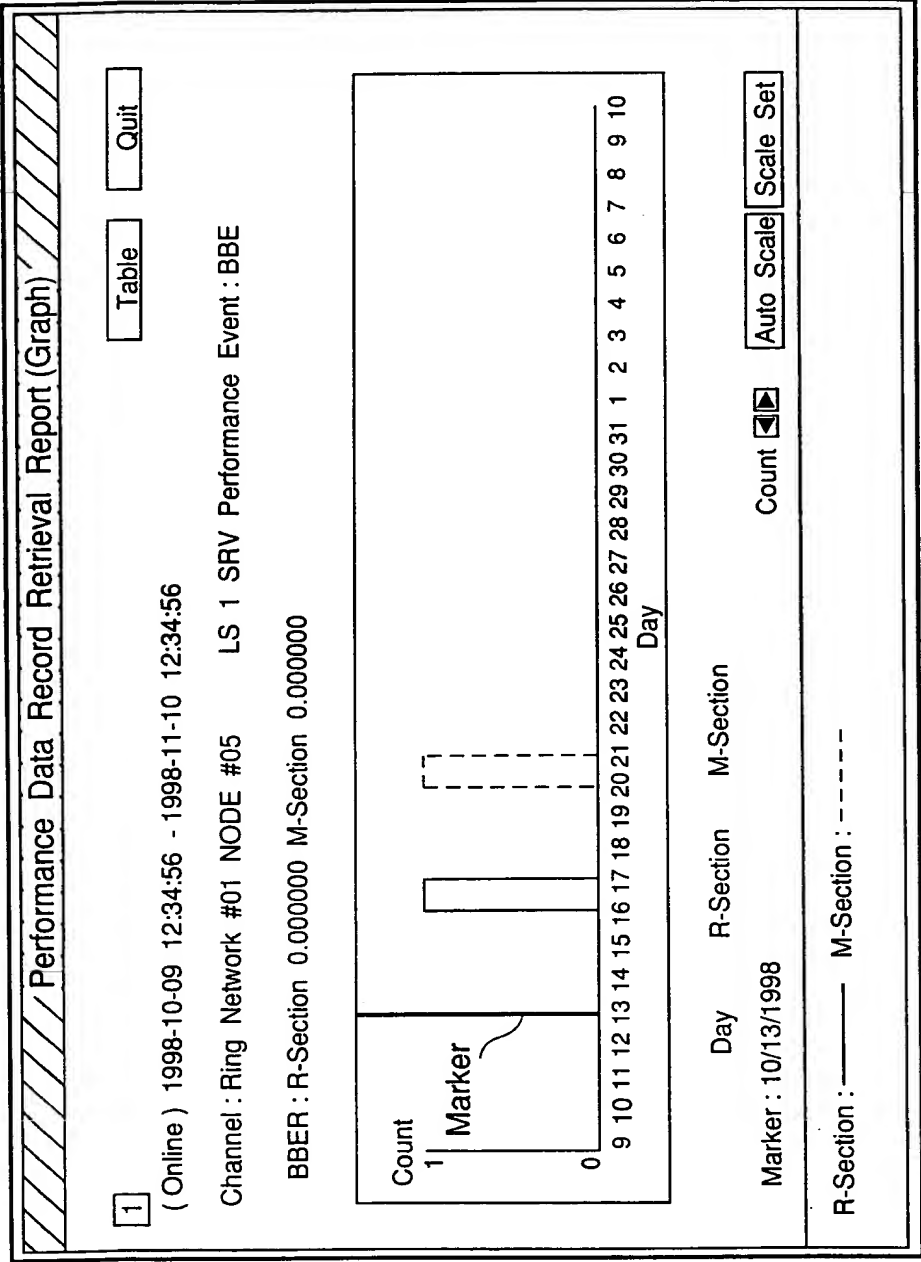 Performance Data Record Retrieval Report (Graph)
1
Table Quit
( Online ) 1998-10-09 12:34:56 - 1998-11-10 12:34:56
Channel : Ring Network #01 NODE #05 LS 1 SRV Performance Event : BBE
BBER : R-Section 0.000000 M-Section 0.000000
Count
1
Marker
0
9 10 11 12 13 14 15 16 17 18 19 20 21 22 23 24 25 26 27 28 29 30 31 1 2 3 4 5 6 7 8 9 10
Day
Day R-Section M-Section
Marker : 10/13/1998
Count Auto Scale Scale Set
R-Section : M-Section :